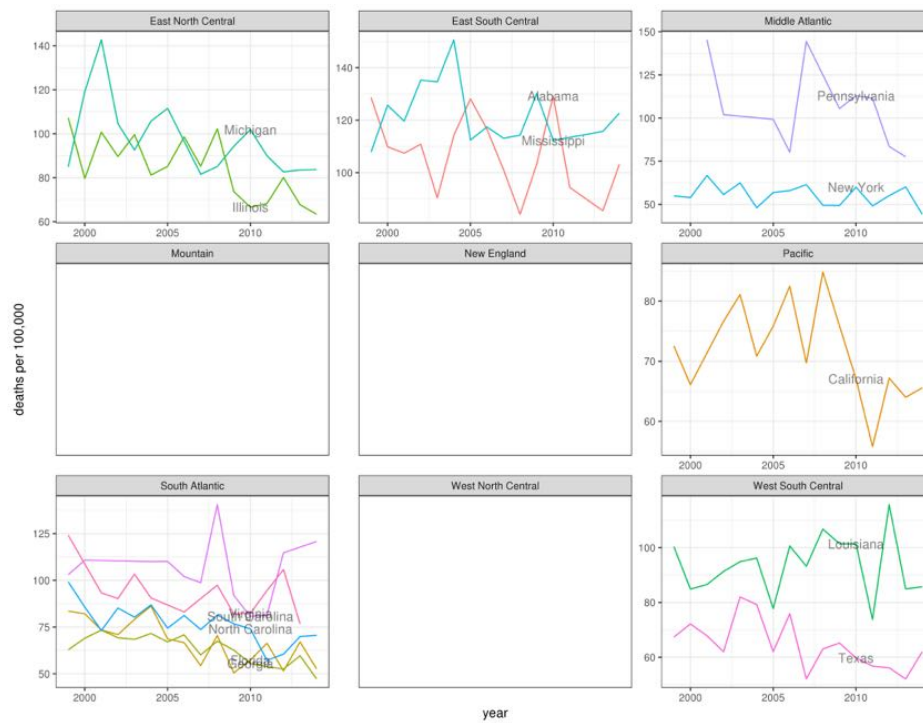 East North Central
East South Central
Middle Atlantic
140
120
100
80
60
Michigan
Illinois
2000 2005 2010
140
120
100
Alabama
Mississippi
2000 2005 2010
150
125
100
75
50
Pennsylvania
New York
2000 2005 2010
Mountain
New England
Pacific
deaths per 100,000
80
70
60
California
2000 2005 2010
South Atlantic
West North Central
West South Central
125
100
75
50
Virginia
South Carolina
North Carolina
Florida
Georgia
2000 2005 2010
100
80
60
Louisiana
Texas
2000 2005 2010
year